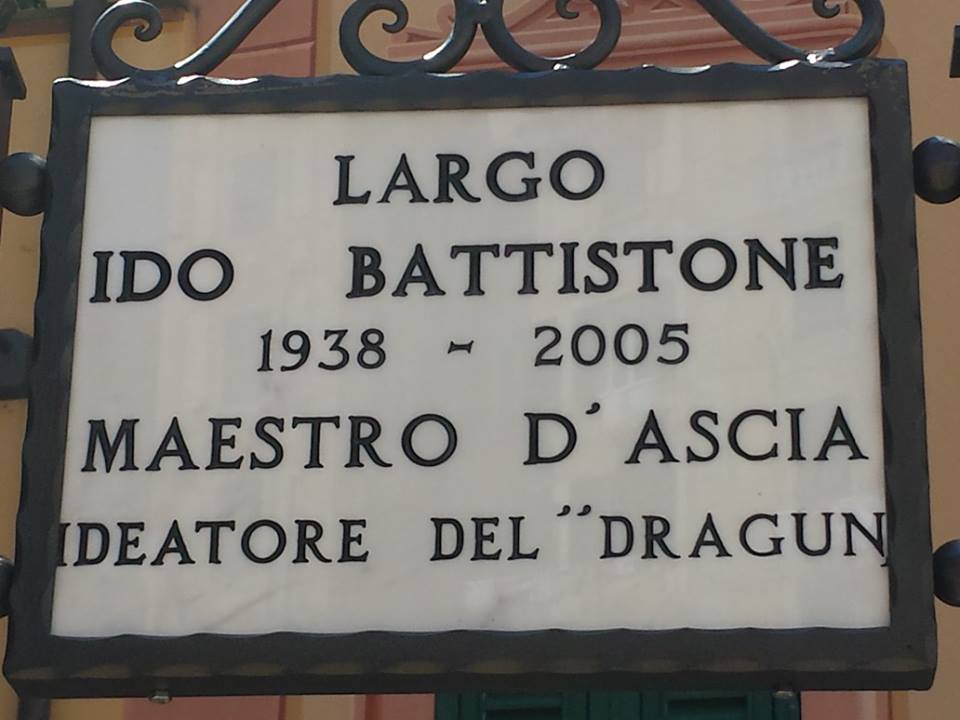 LARGO
IDO BATTISTONE
1938 - 2005
MAESTRO D'ASCIA
IDEATORE DEL "DRAGUN